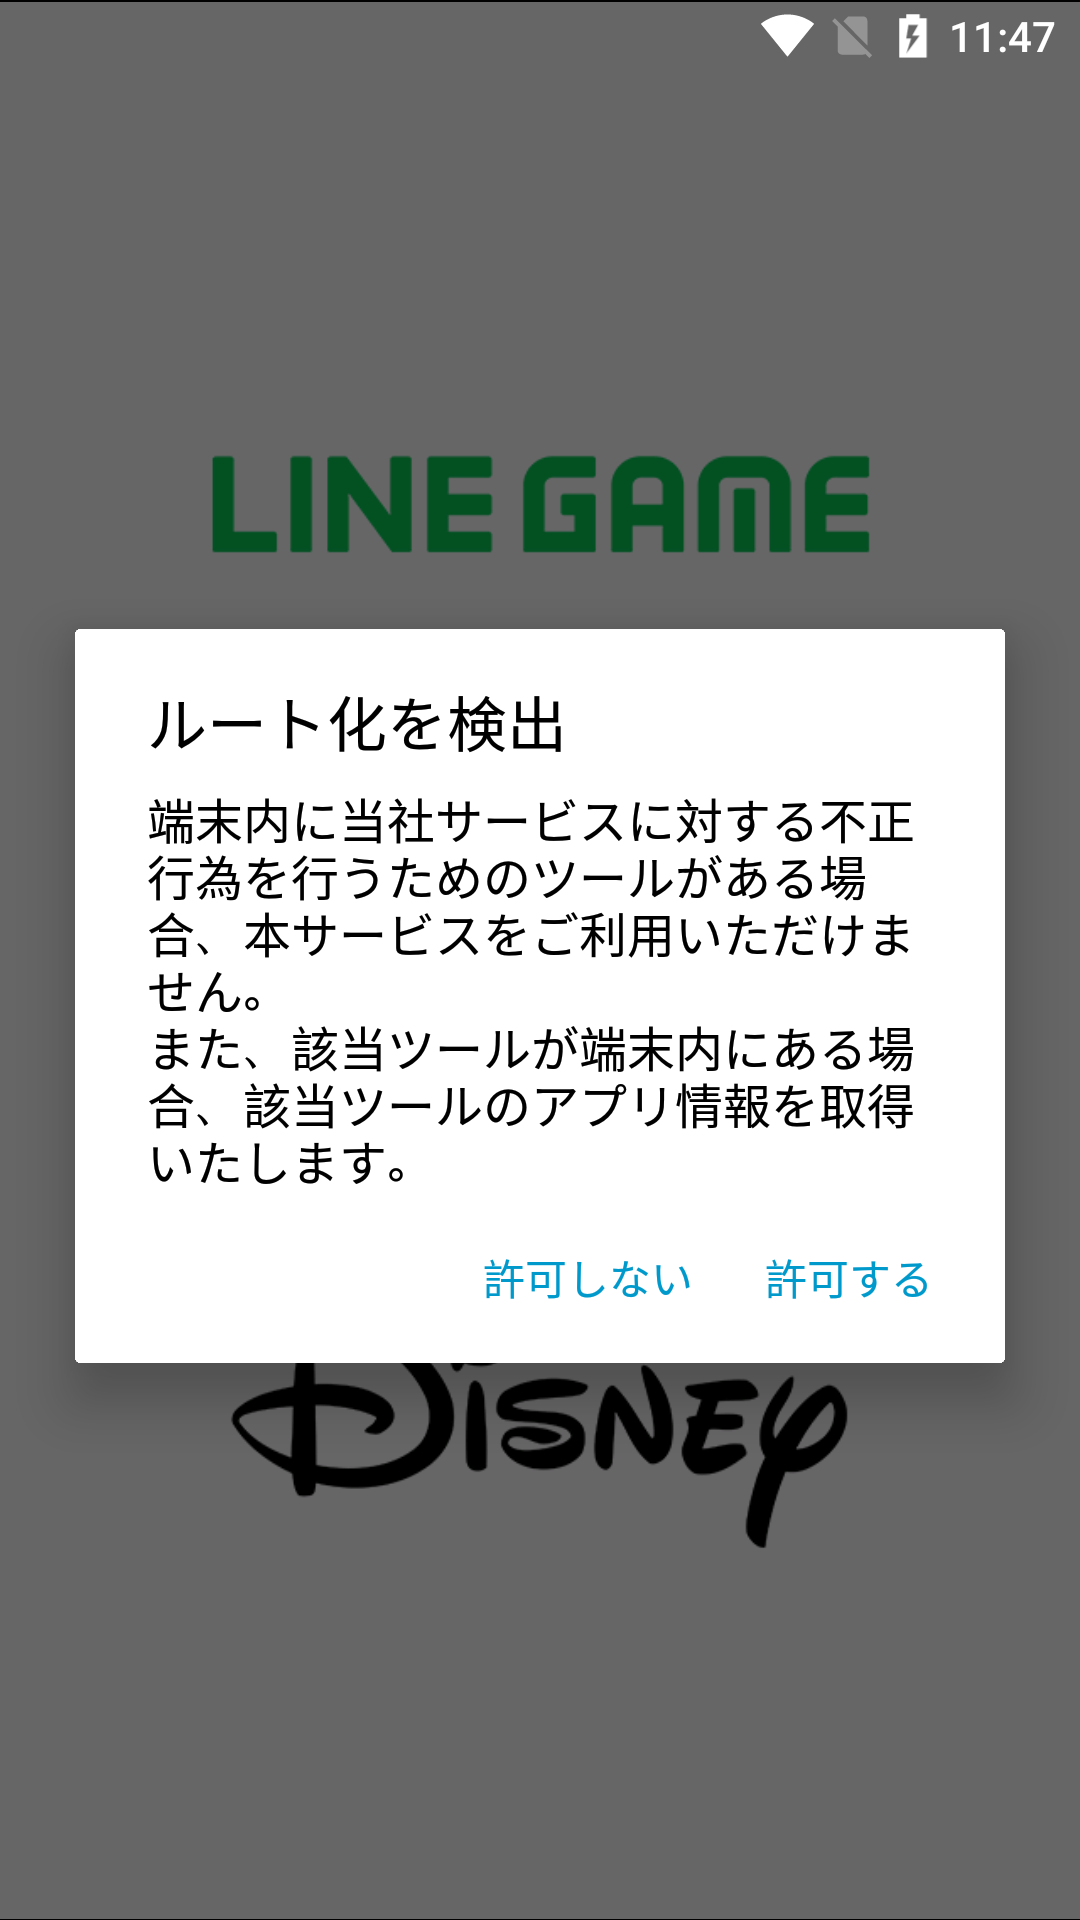 11:47
LINE GAME
ルート化を検出
端末内に当社サービスに対する不正
行為を行うためのツールがある場
合、本サービスをご利用いただけま
せん。
また、該当ツールが端末内にある場
合、該当ツールのアプリ情報を取得
いたします。
許可しない 許可する
Disney